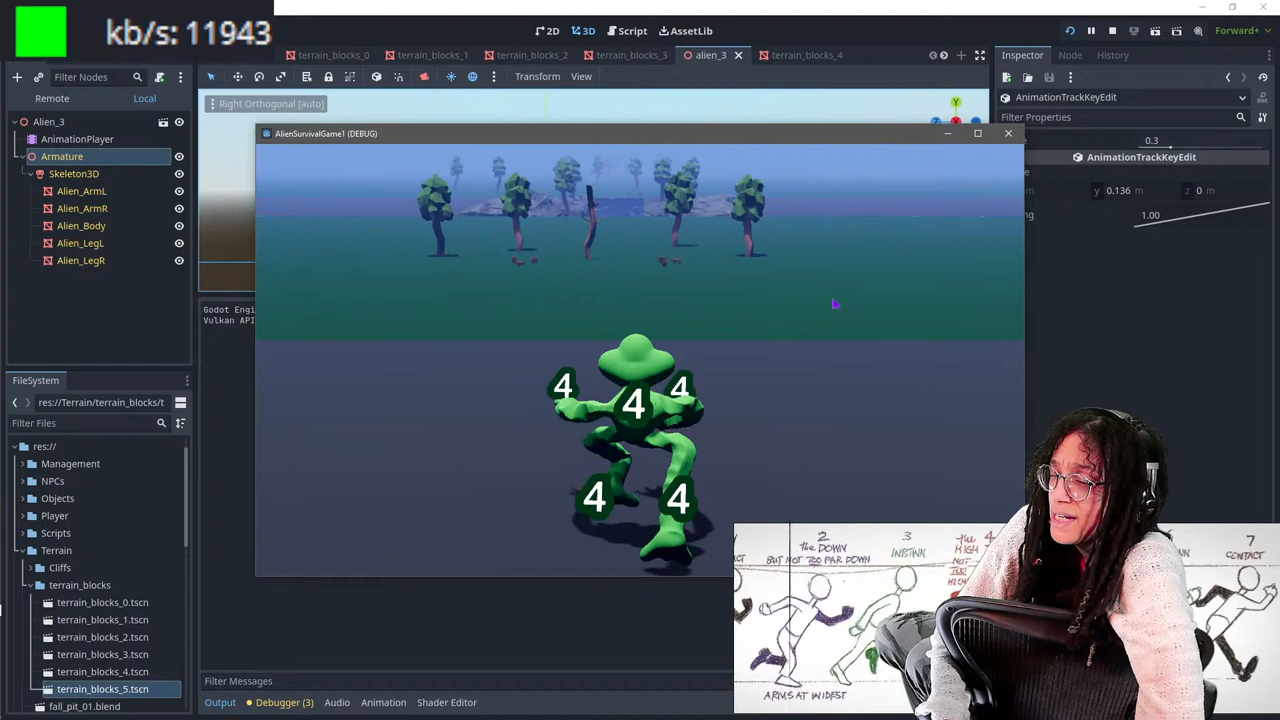 kb/s: 11943
2D 3D Script AssetLib
Forward+
terrain_blocks_0 terrain_blocks_1 terrain_blocks_2 terrain_blocks_3 alien_3 terrain_blocks_4
Inspector Node History
Filter Nodes
Transform View
Remote Local
Right Orthogonal [auto]
AnimationTrackKeyEdit
Filter Properties
Alien_3
AnimationPlayer
Armature
Skeleton3D
Alien_ArmL
Alien_ArmR
Alien_Body
Alien_LegL
Alien_LegR
AlienSurvivalGame1 (DEBUG)
0.3
AnimationTrackKeyEdit
m y 0.136 m z 0 m
1.00
Godot Engi
Vulkan API
4 4 4
4 4
FileSystem
res://Terrain/terrain_blocks/t
Filter Files
res://
Management
NPCs
Objects
Player
Scripts
Terrain
Cliffs
terrain_blocks
terrain_blocks_0.tscn
terrain_blocks_1.tscn
terrain_blocks_2.tscn
terrain_blocks_3.tscn
terrain_blocks_4.tscn
terrain_blocks_5.tscn
fall_pit_01.blend
Filter Messages
Output Debugger (3) Audio Animation Shader Editor
2 3 the 4 7
the DOWN
BUT NOT TOO FAR DOWN
HIGH
CONTACT
ARMS AT WIDEST